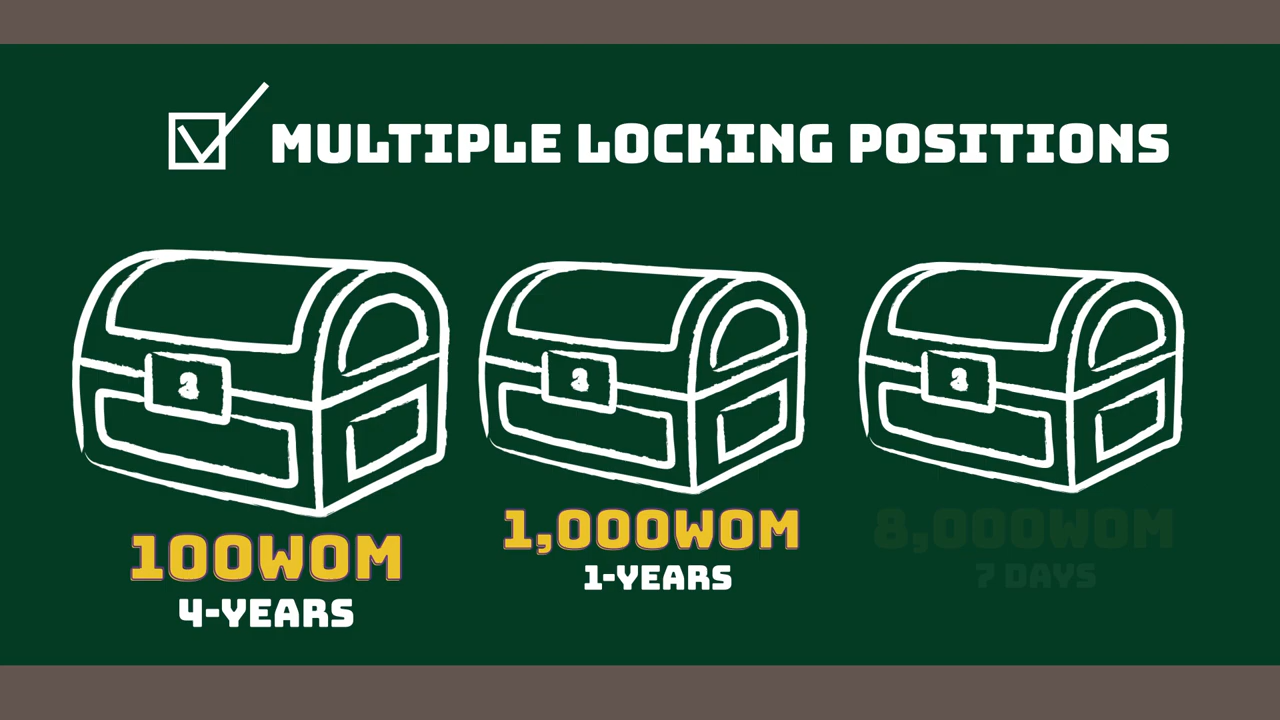 MULTIPLE LOCKING POSITIONS
100WOM
4-YEARS
1,000WOM
1-YEARS
8,000WOM
7 DAYS